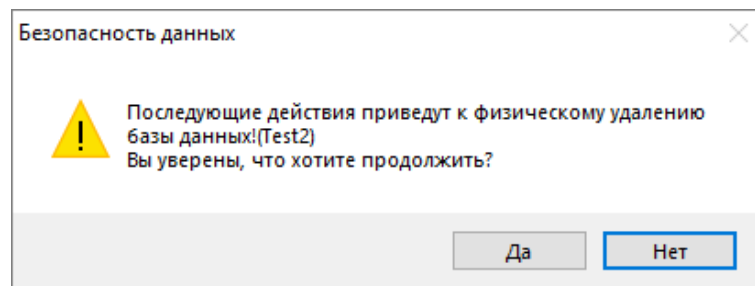 Безопасность данных
Последующие действия приведут к физическому удалению
базы данных!(Test2)
Вы уверены, что хотите продолжить?
Да
Нет